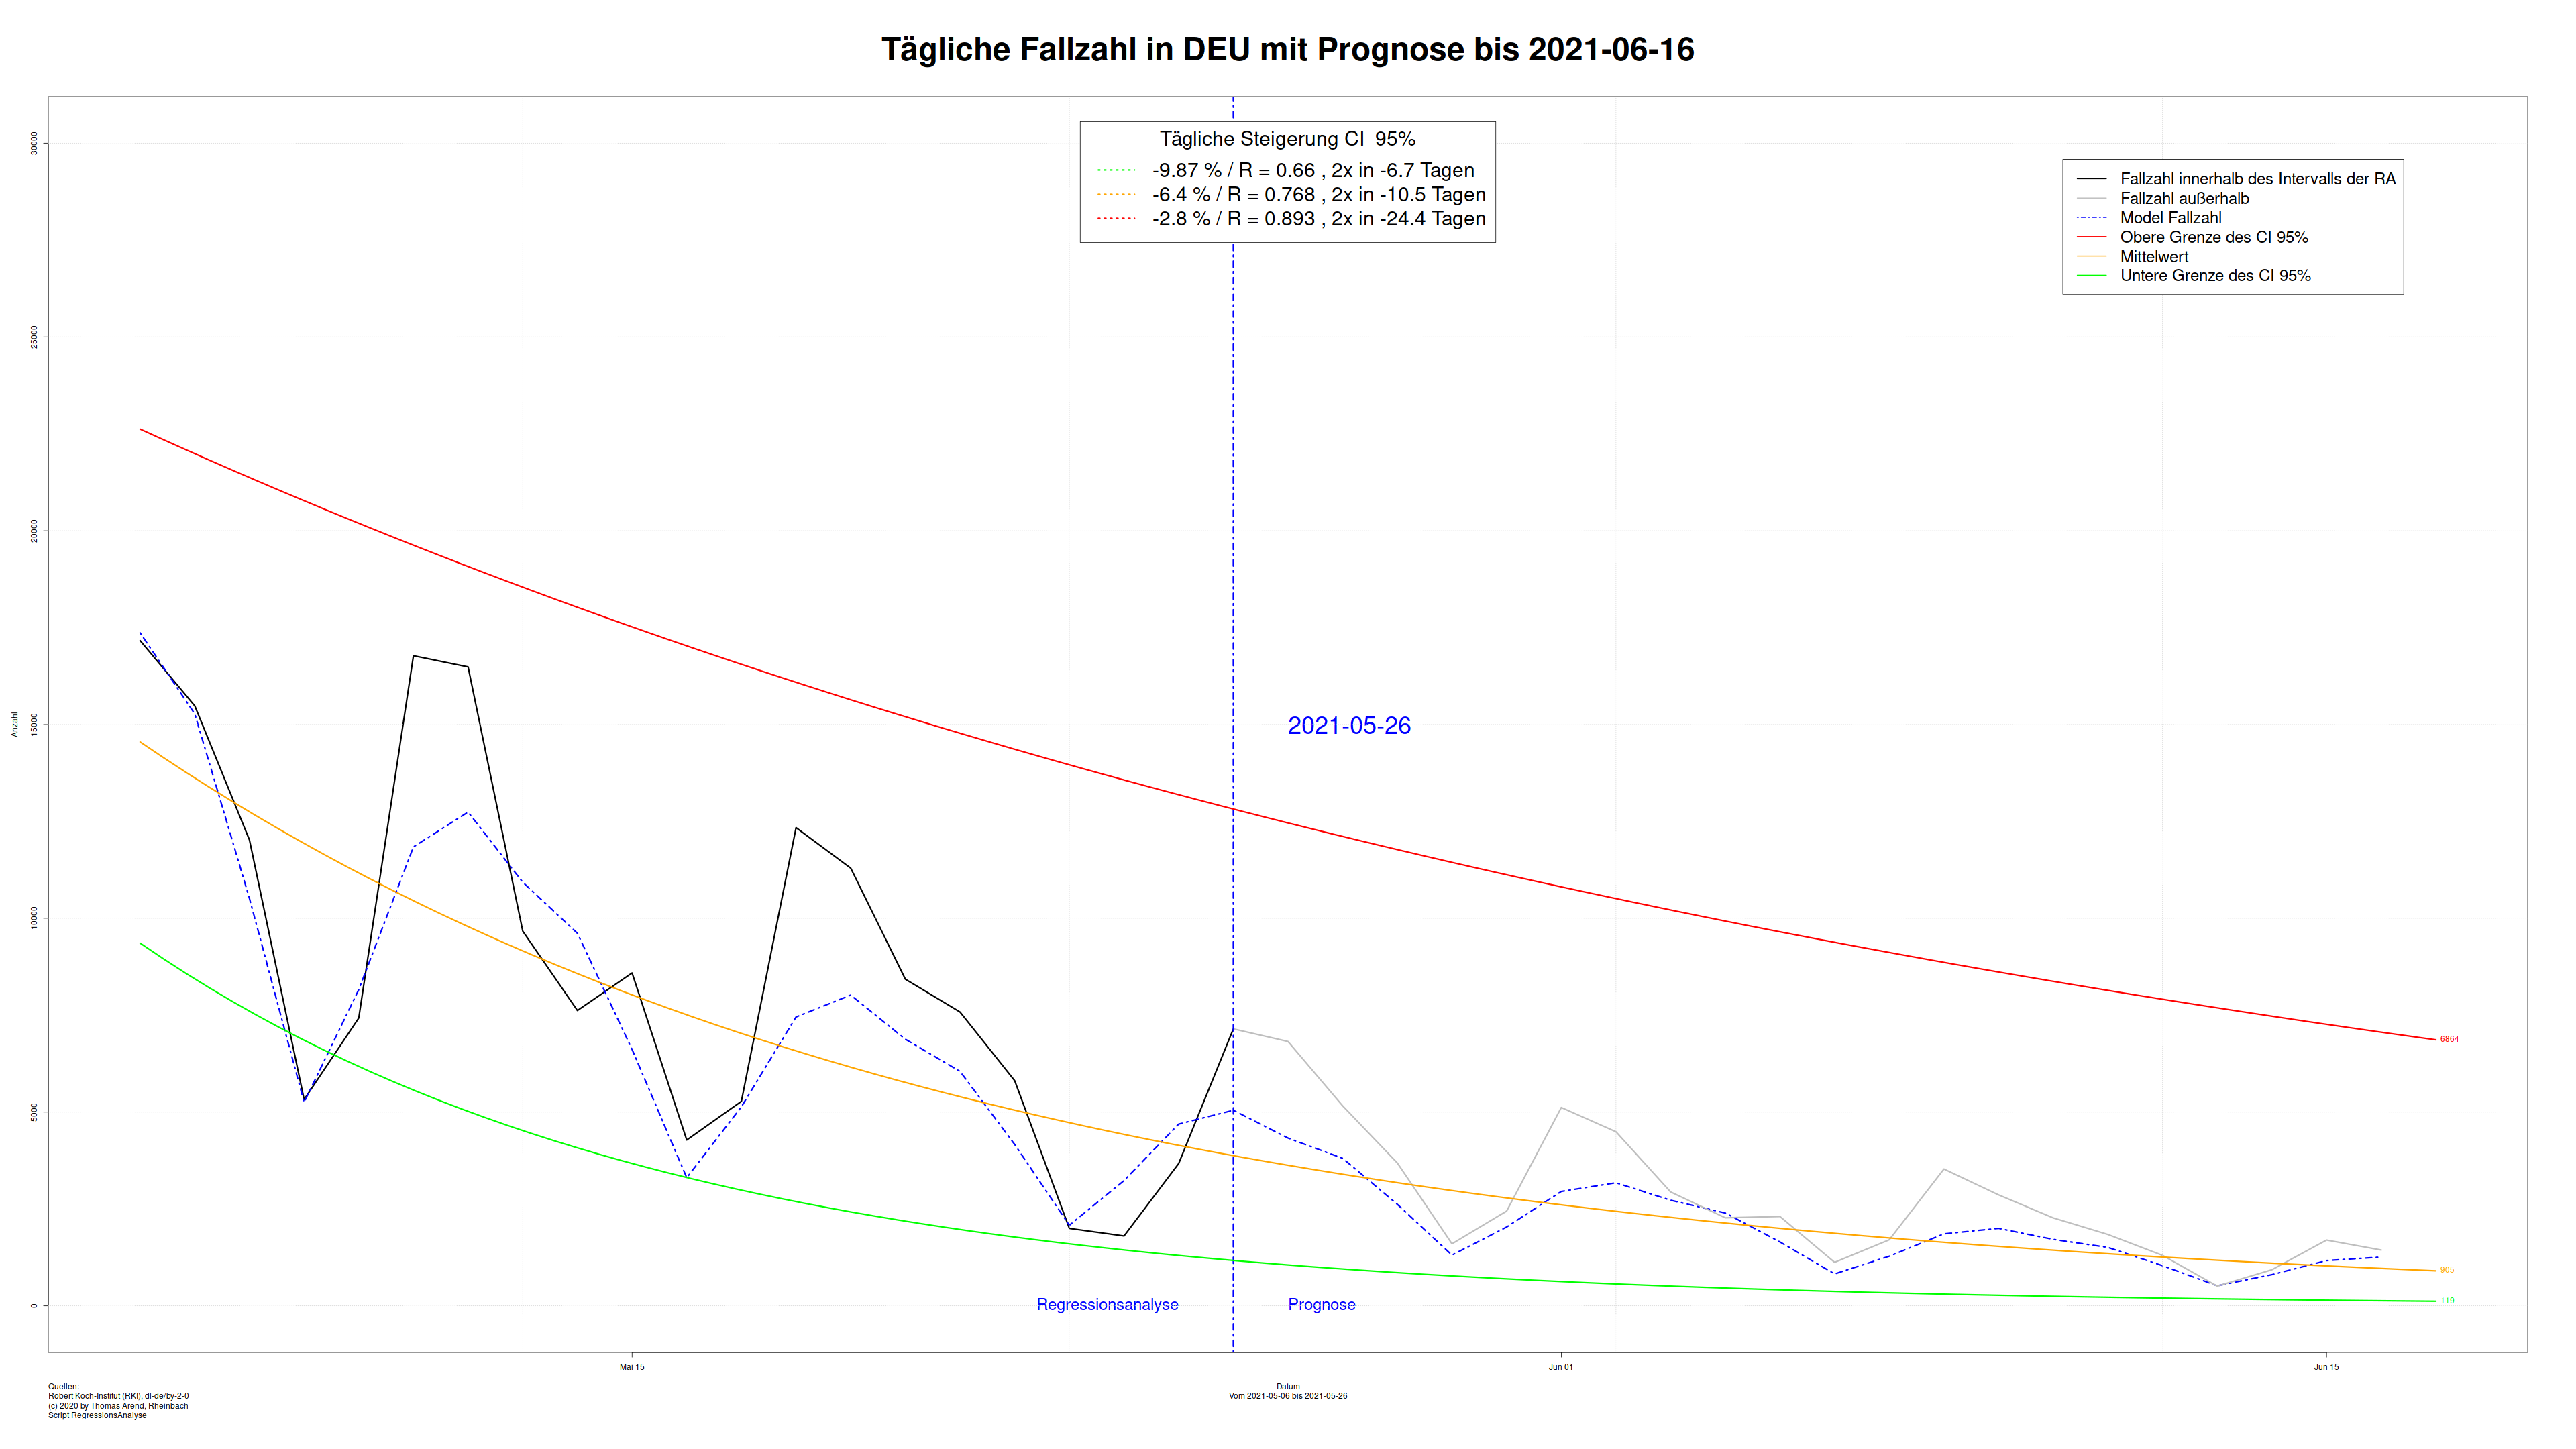 Tägliche Fallzahl in DEU mit Prognose bis 2021-06-16
Tägliche Steigerung CI 95%
-9.87 % / R = 0.66 , 2x in -6.7 Tagen
-6.4 % / R = 0.768 , 2x in -10.5 Tagen
-2.8 % / R = 0.893 , 2x in -24.4 Tagen
Fallzahl innerhalb des Intervalls der RA
Fallzahl außerhalb
Model Fallzahl
Obere Grenze des CI 95%
Mittelwert
Untere Grenze des CI 95%
30000
25000
20000
15000
10000
5000
0
Anzahl
2021-05-26
6864
905
119
Regressionsanalyse
Prognose
Mai 15
Jun 01
Jun 15
Datum
Vom 2021-05-06 bis 2021-05-26
Quellen:
Robert Koch-Institut (RKI), dl-de/by-2-0
(c) 2020 by Thomas Arend, Rheinbach
Script RegressionsAnalyse